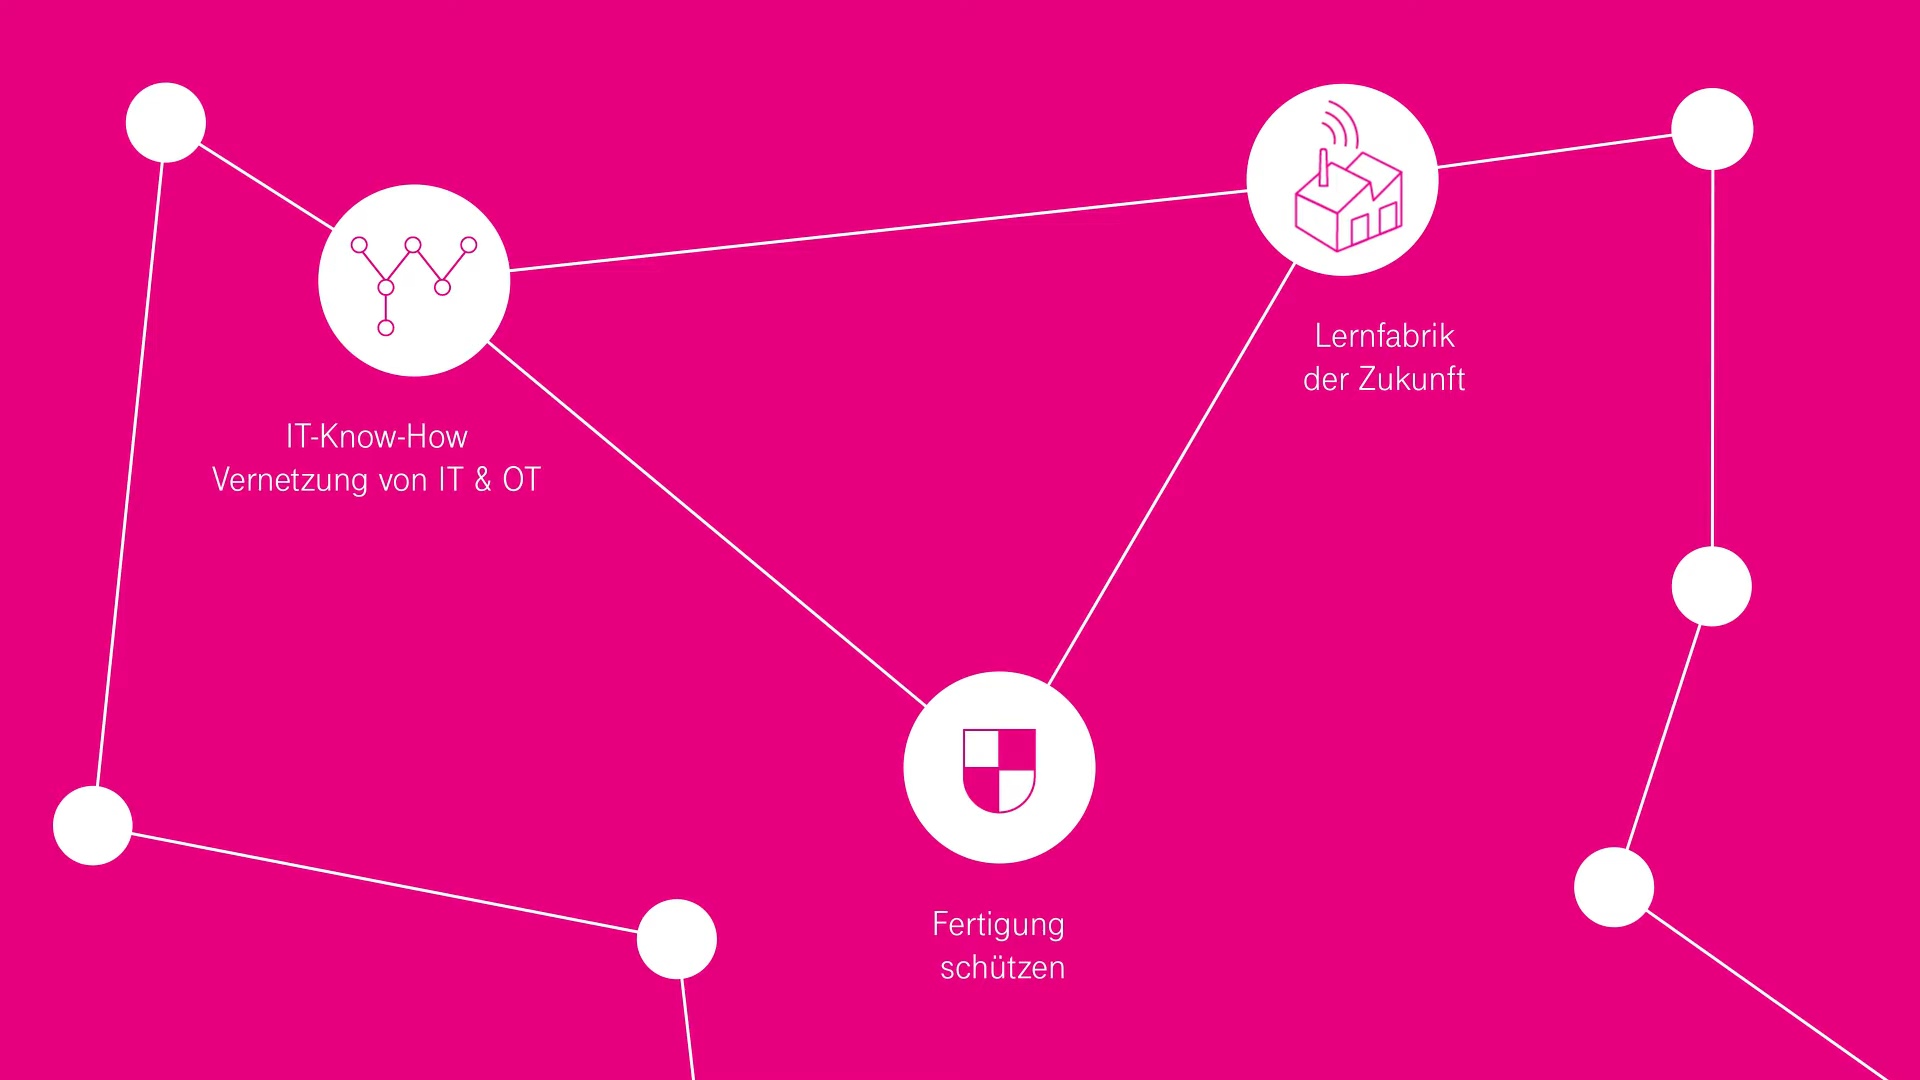 Lernfabrik
der Zukunft
IT-Know-How
Vernetzung von IT & OT
Fertigung
schützen